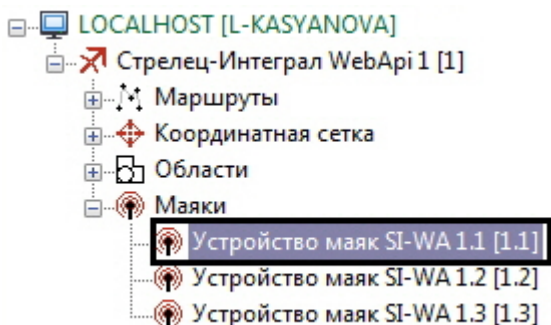 LOCALHOST [L-KASYANOVA]
Стрелец-Интеграл WebApi 1 [1]
Маршруты
Координатная сетка
Области
Маяки
Устройство маяк SI-WA 1.1 [1.1]
Устройство маяк SI-WA 1.2 [1.2]
Устройство маяк SI-WA 1.3 [1.3]